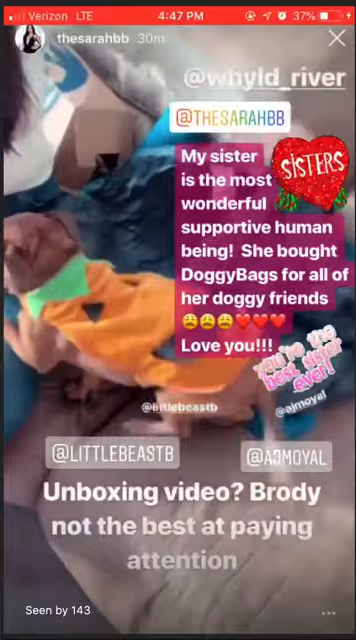 Verizon LTE 4:47 PM 37%
thesarahbb 30m
@whyld_river
@THESARAHBB
My sister
is the most
wonderful
supportive human
being! She bought
DoggyBags for all of
her doggy friends
😩😩😩❤️❤️❤️
Love you!!!
SISTERS
you're the
best sister
ever!
@ajmoyal
@littlebeastb
@LITTLEBEASTB
@AJMOYAL
Unboxing video? Brody
not the best at paying
attention
Seen by 143